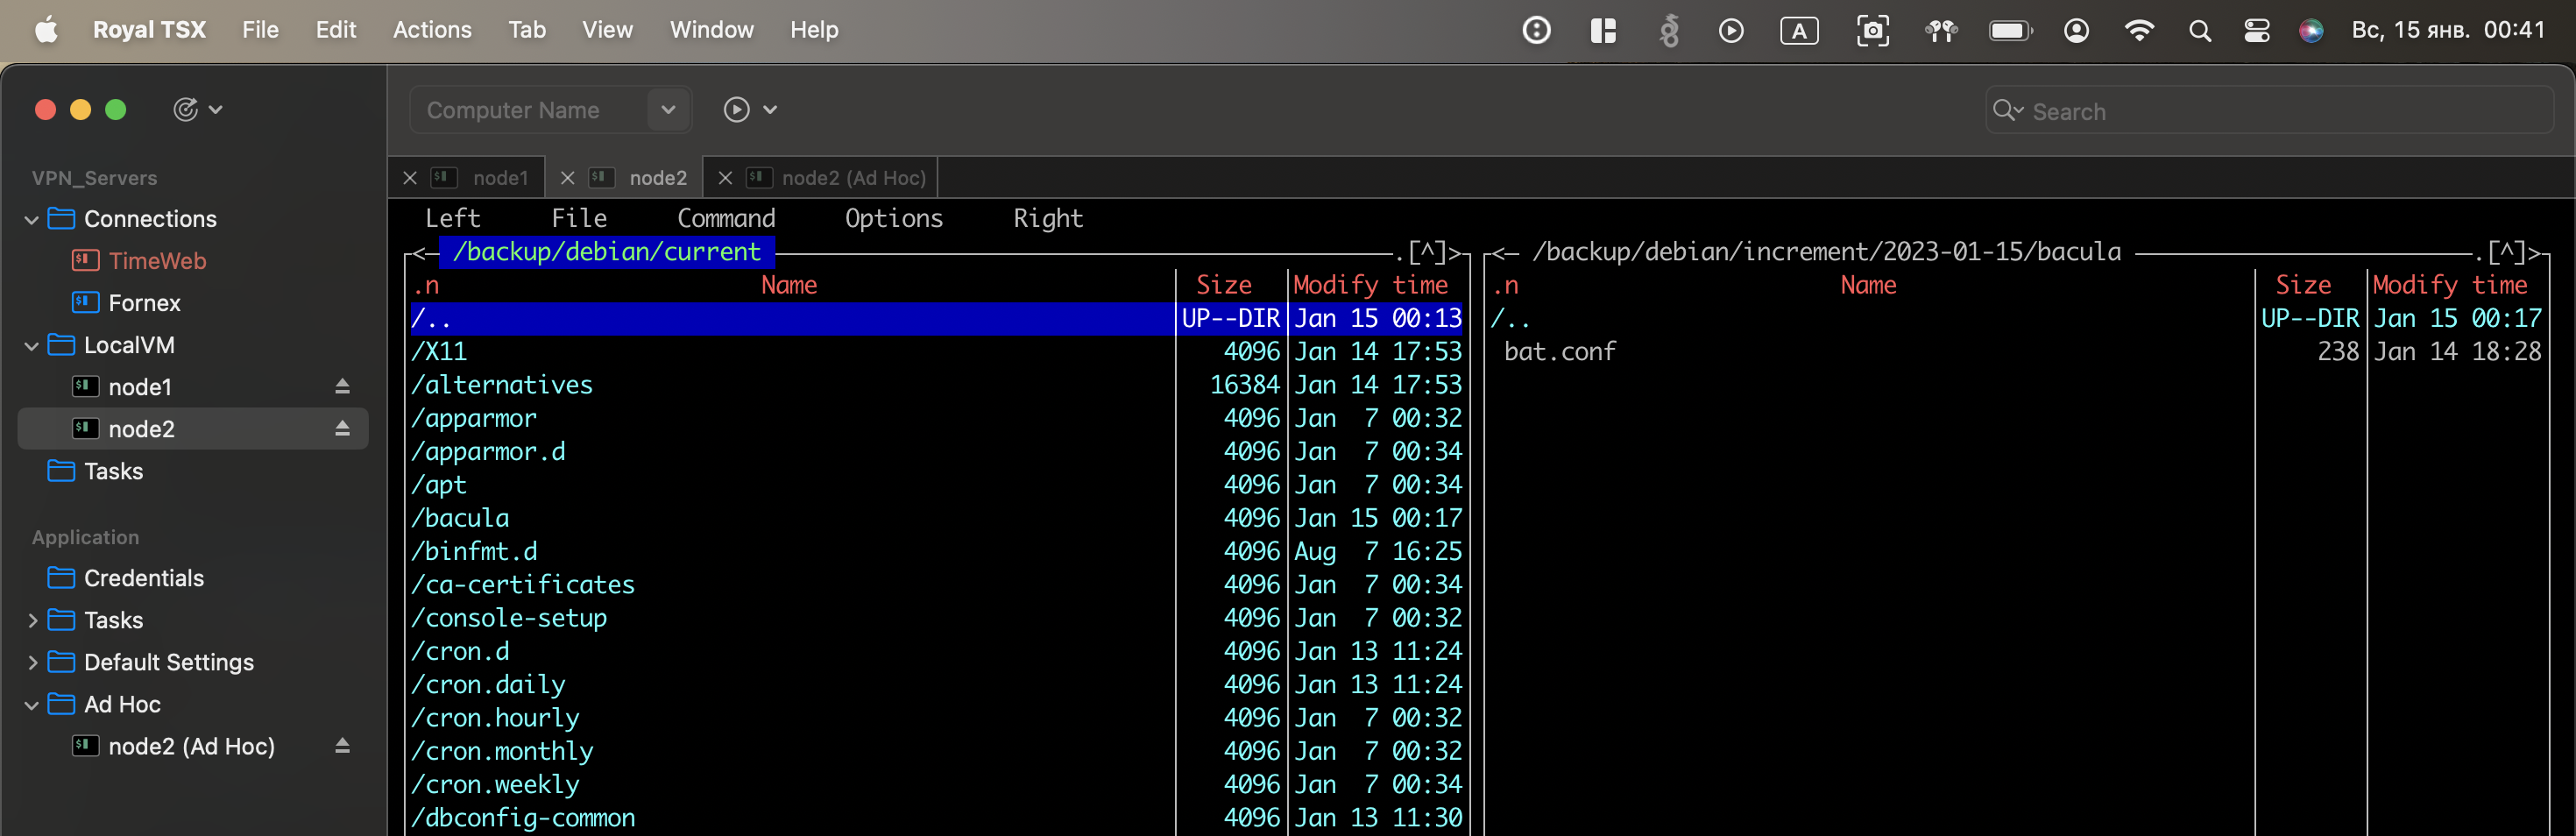 Royal TSX File Edit Actions Tab View Window Help A Вс, 15 янв. 00:41
Computer Name Search
VPN_Servers
Connections
TimeWeb
Fornex
LocalVM
node1
node2
Tasks
Application
Credentials
Tasks
Default Settings
Ad Hoc
node2 (Ad Hoc)
node1 node2 node2 (Ad Hoc)
Left File Command Options Right
<— /backup/debian/current .[^]>
.n Name Size Modify time
/.. UP--DIR Jan 15 00:13
/X11 4096 Jan 14 17:53
/alternatives 16384 Jan 14 17:53
/apparmor 4096 Jan 7 00:32
/apparmor.d 4096 Jan 7 00:34
/apt 4096 Jan 7 00:34
/bacula 4096 Jan 15 00:17
/binfmt.d 4096 Aug 7 16:25
/ca-certificates 4096 Jan 7 00:34
/console-setup 4096 Jan 7 00:32
/cron.d 4096 Jan 13 11:24
/cron.daily 4096 Jan 13 11:24
/cron.hourly 4096 Jan 7 00:32
/cron.monthly 4096 Jan 7 00:32
/cron.weekly 4096 Jan 7 00:34
/dbconfig-common 4096 Jan 13 11:30
<— /backup/debian/increment/2023-01-15/bacula .[^]>
.n Name Size Modify time
/.. UP--DIR Jan 15 00:17
bat.conf 238 Jan 14 18:28